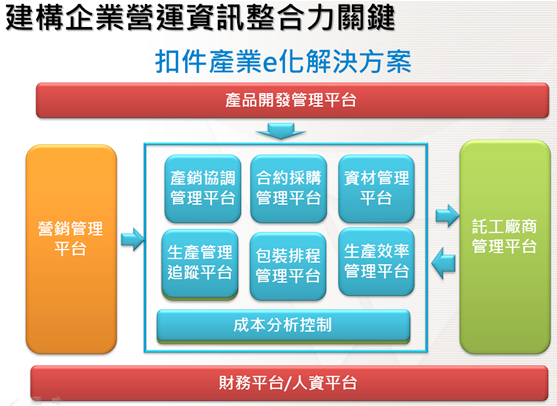 建構企業營運資訊整合力關鍵
扣件產業e化解決方案
產品開發管理平台
營銷管理
平台
產銷協調
管理平台
合約採購
管理平台
資材管理
平台
生產管理
追蹤平台
包裝排程
管理平台
生產效率
管理平台
成本分析控制
託工廠商
管理平台
財務平台/人資平台